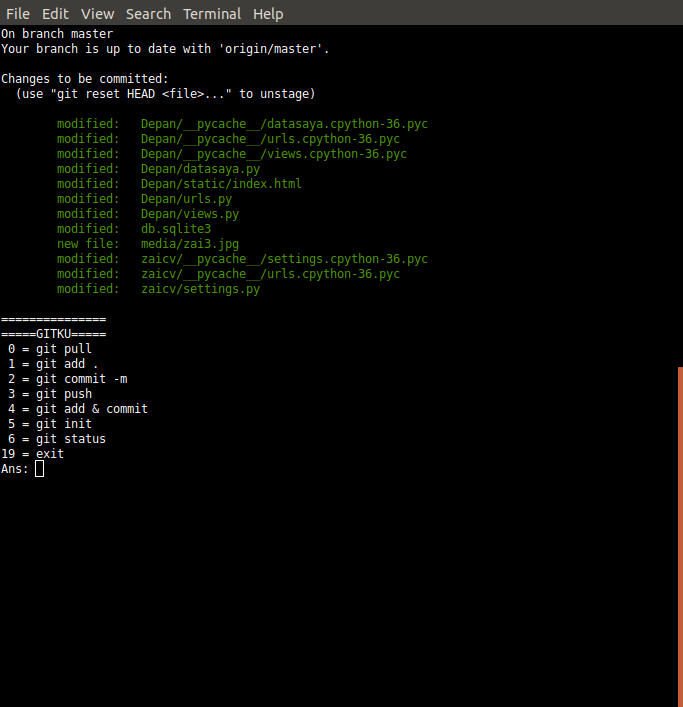 File Edit View Search Terminal Help
On branch master
Your branch is up to date with 'origin/master'.
Changes to be committed:
  (use "git reset HEAD <file>..." to unstage)
        modified:   Depan/__pycache__/datasaya.cpython-36.pyc
        modified:   Depan/__pycache__/urls.cpython-36.pyc
        modified:   Depan/__pycache__/views.cpython-36.pyc
        modified:   Depan/datasaya.py
        modified:   Depan/static/index.html
        modified:   Depan/urls.py
        modified:   Depan/views.py
        modified:   db.sqlite3
        new file:   media/zai3.jpg
        modified:   zaicv/__pycache__/settings.cpython-36.pyc
        modified:   zaicv/__pycache__/urls.cpython-36.pyc
        modified:   zaicv/settings.py
===============
=====GITKU=====
 0 = git pull
 1 = git add .
 2 = git commit -m
 3 = git push
 4 = git add & commit
 5 = git init
 6 = git status
19 = exit
Ans: